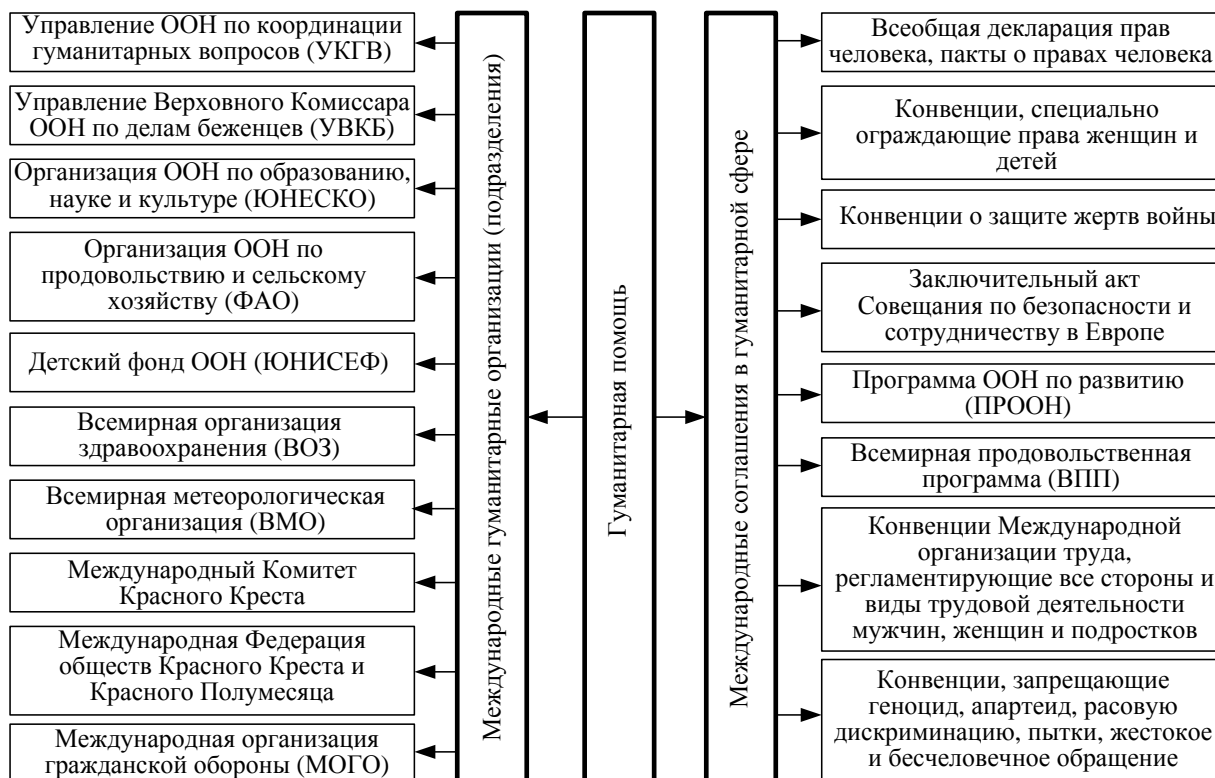 Управление ООН по координации
гуманитарных вопросов (УКГВ)
Управление Верховного Комиссара
ООН по делам беженцев (УВКБ)
Организация ООН по образованию,
науке и культуре (ЮНЕСКО)
Организация ООН по
продовольствию и сельскому
хозяйству (ФАО)
Детский фонд ООН (ЮНИСЕФ)
Всемирная организация
здравоохранения (ВОЗ)
Всемирная метеорологическая
организация (ВМО)
Международный Комитет
Красного Креста
Международная Федерация
обществ Красного Креста и
Красного Полумесяца
Международная организация
гражданской обороны (МОГО)
Международные гуманитарные организации (подразделения)
Гуманитарная помощь
Международные соглашения в гуманитарной сфере
Всеобщая декларация прав
человека, пакты о правах человека
Конвенции, специально
ограждающие права женщин и
детей
Конвенции о защите жертв войны
Заключительный акт
Совещания по безопасности и
сотрудничеству в Европе
Программа ООН по развитию
(ПРООН)
Всемирная продовольственная
программа (ВПП)
Конвенции Международной
организации труда,
регламентирующие все стороны и
виды трудовой деятельности
мужчин, женщин и подростков
Конвенции, запрещающие
геноцид, апартеид, расовую
дискриминацию, пытки, жестокое
и бесчеловечное обращение